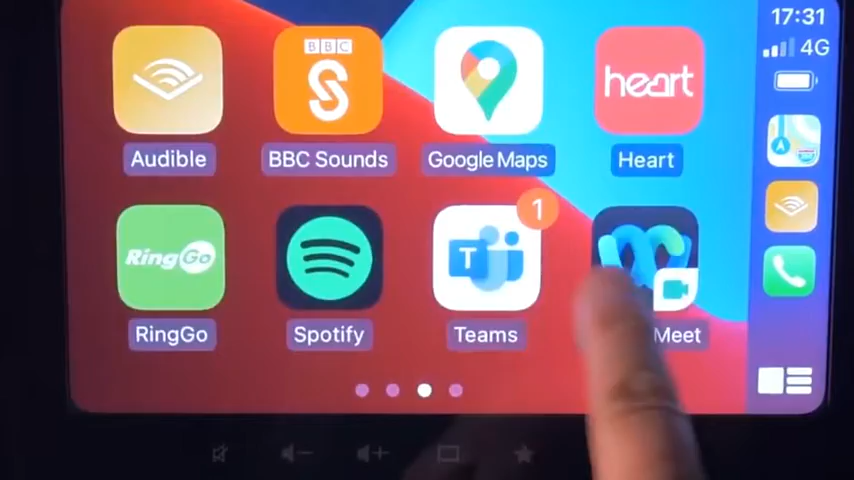 17:31
4G
BBC
heart
Audible
BBC Sounds
Google Maps
Heart
RingGo
T
1
RingGo
Spotify
Teams
Meet